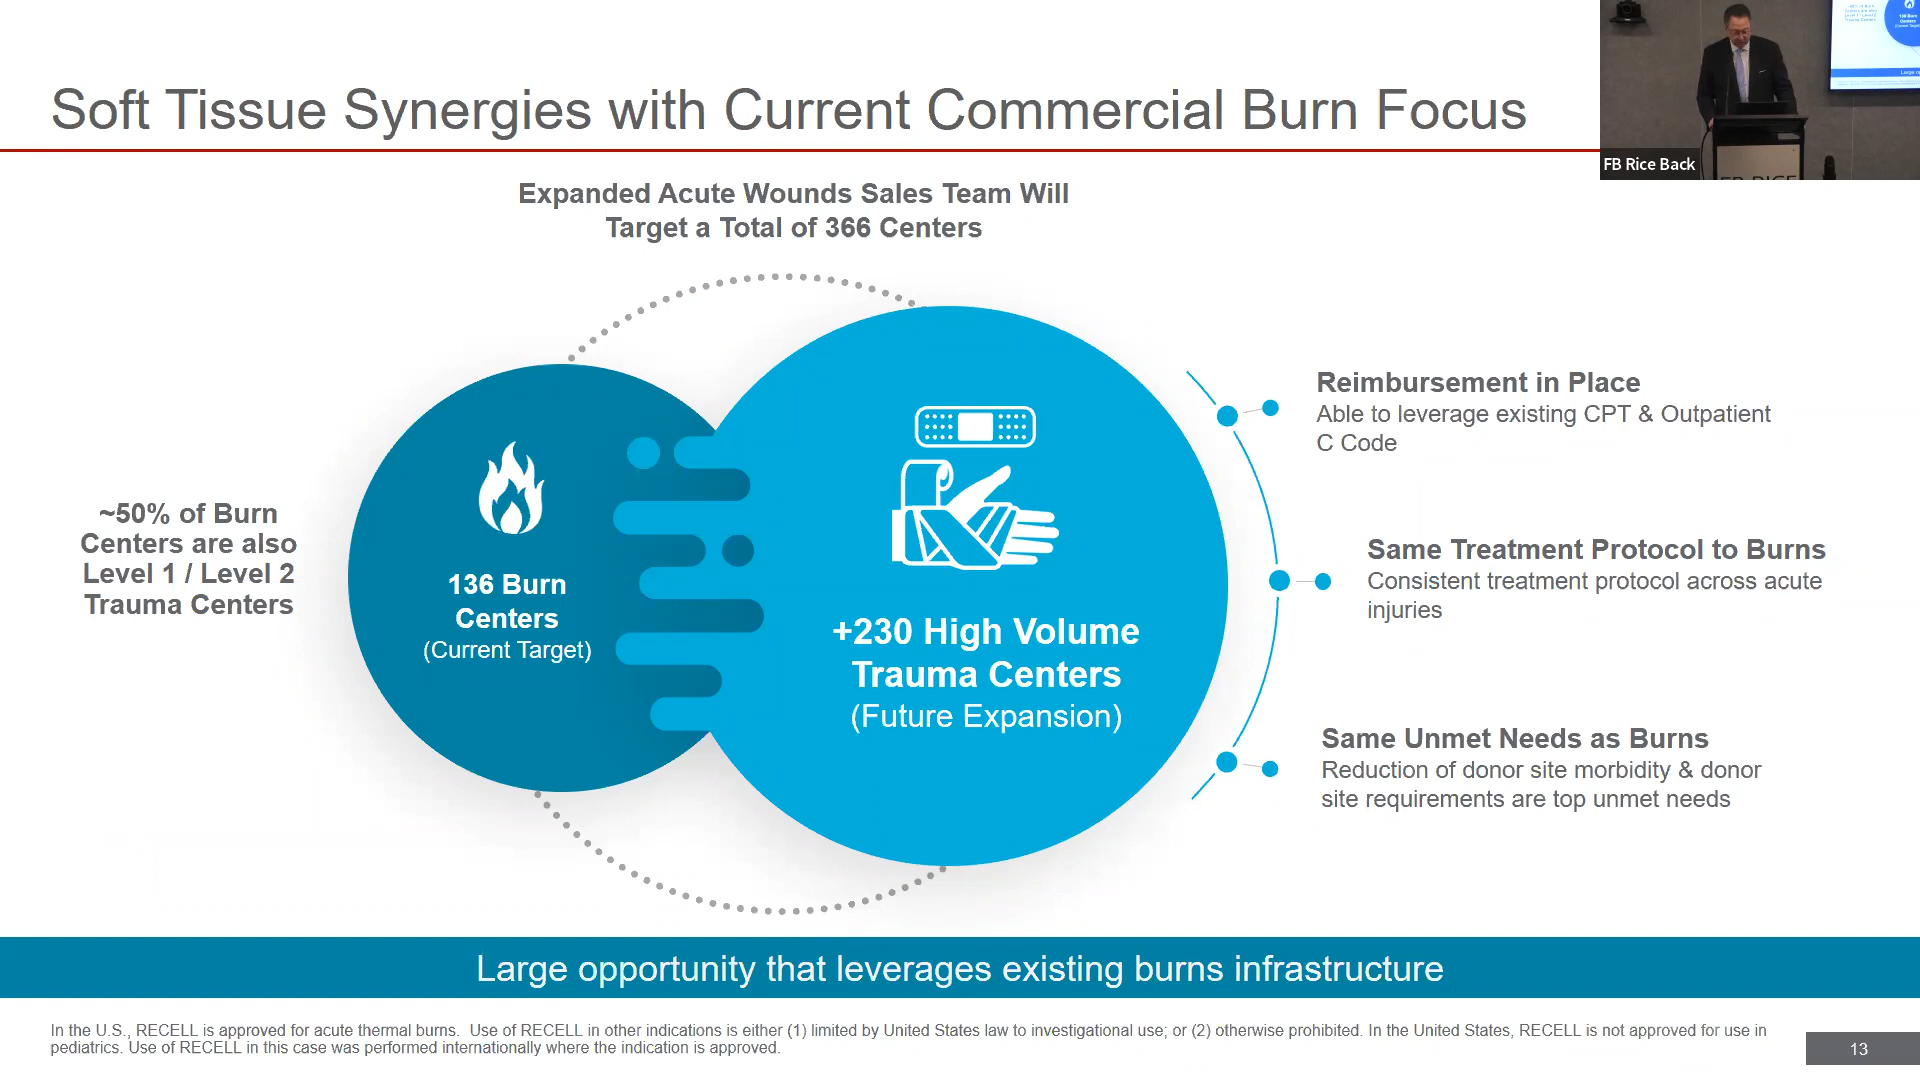 Soft Tissue Synergies with Current Commercial Burn Focus
FB Rice Back
Expanded Acute Wounds Sales Team Will
Target a Total of 366 Centers
~50% of Burn
Centers are also
Level 1 / Level 2
Trauma Centers
136 Burn
Centers
(Current Target)
+230 High Volume
Trauma Centers
(Future Expansion)
Reimbursement in Place
Able to leverage existing CPT & Outpatient
C Code
Same Treatment Protocol to Burns
Consistent treatment protocol across acute
injuries
Same Unmet Needs as Burns
Reduction of donor site morbidity & donor
site requirements are top unmet needs
Large opportunity that leverages existing burns infrastructure
In the U.S., RECELL is approved for acute thermal burns. Use of RECELL in other indications is either (1) limited by United States law to investigational use; or (2) otherwise prohibited. In the United States, RECELL is not approved for use in
pediatrics. Use of RECELL in this case was performed internationally where the indication is approved.
13